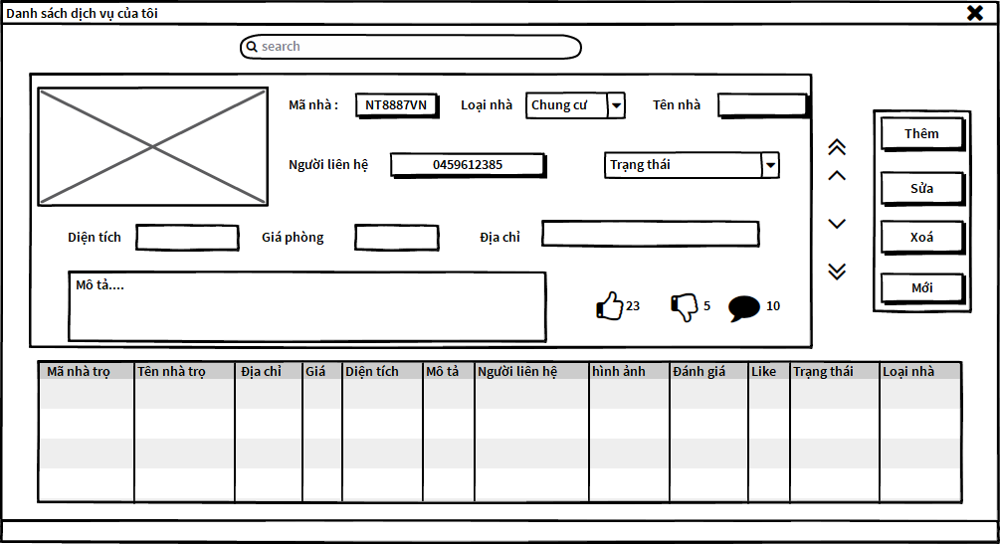 Danh sách dịch vụ của tôi
search
Mã nhà : NT8887VN Loại nhà Chung cư Tên nhà
Người liên hệ 0459612385 Trạng thái
Diện tích Giá phòng Địa chỉ
Mô tả....
23 5 10
Thêm
Sửa
Xoá
Mới
Mã nhà trọ Tên nhà trọ Địa chỉ Giá Diện tích Mô tả Người liên hệ hình ảnh Đánh giá Like Trạng thái Loại nhà